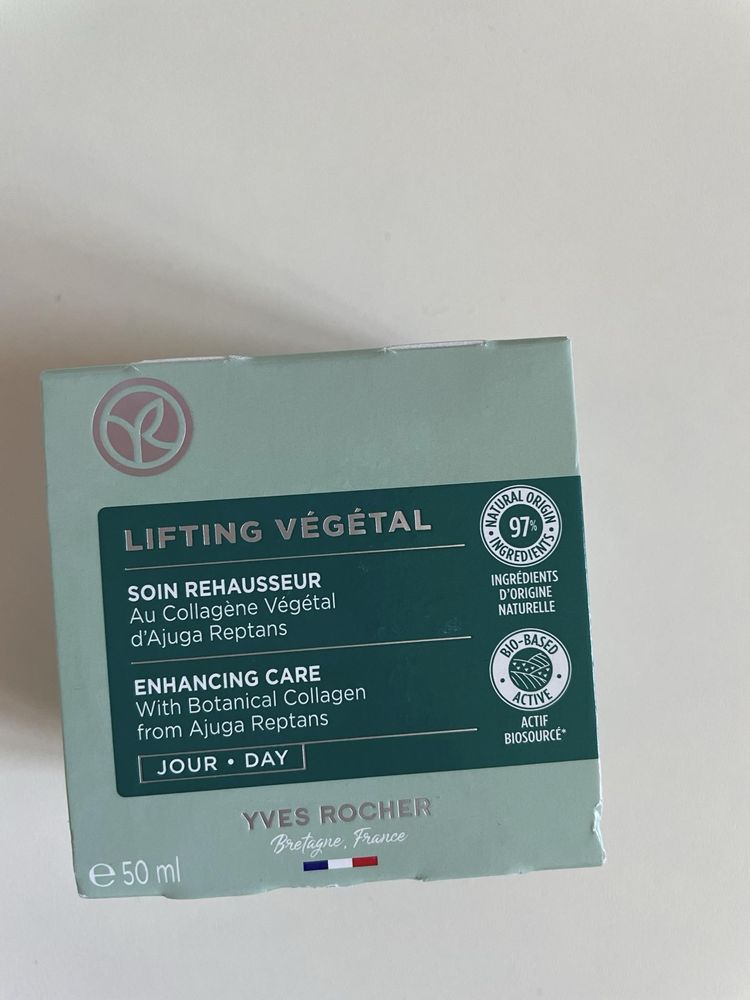 LIFTING VÉGÉTAL
SOIN REHAUSSEUR
Au Collagène Végétal
d'Ajuga Reptans
ENHANCING CARE
With Botanical Collagen
from Ajuga Reptans
JOUR • DAY
NATURAL ORIGIN
97%
• INGREDIENTS •
INGRÉDIENTS
D'ORIGINE
NATURELLE
BIO-BASED
• ACTIVE •
ACTIF
BIOSOURCÉ*
YVES ROCHER
Bretagne, France
℮ 50 ml